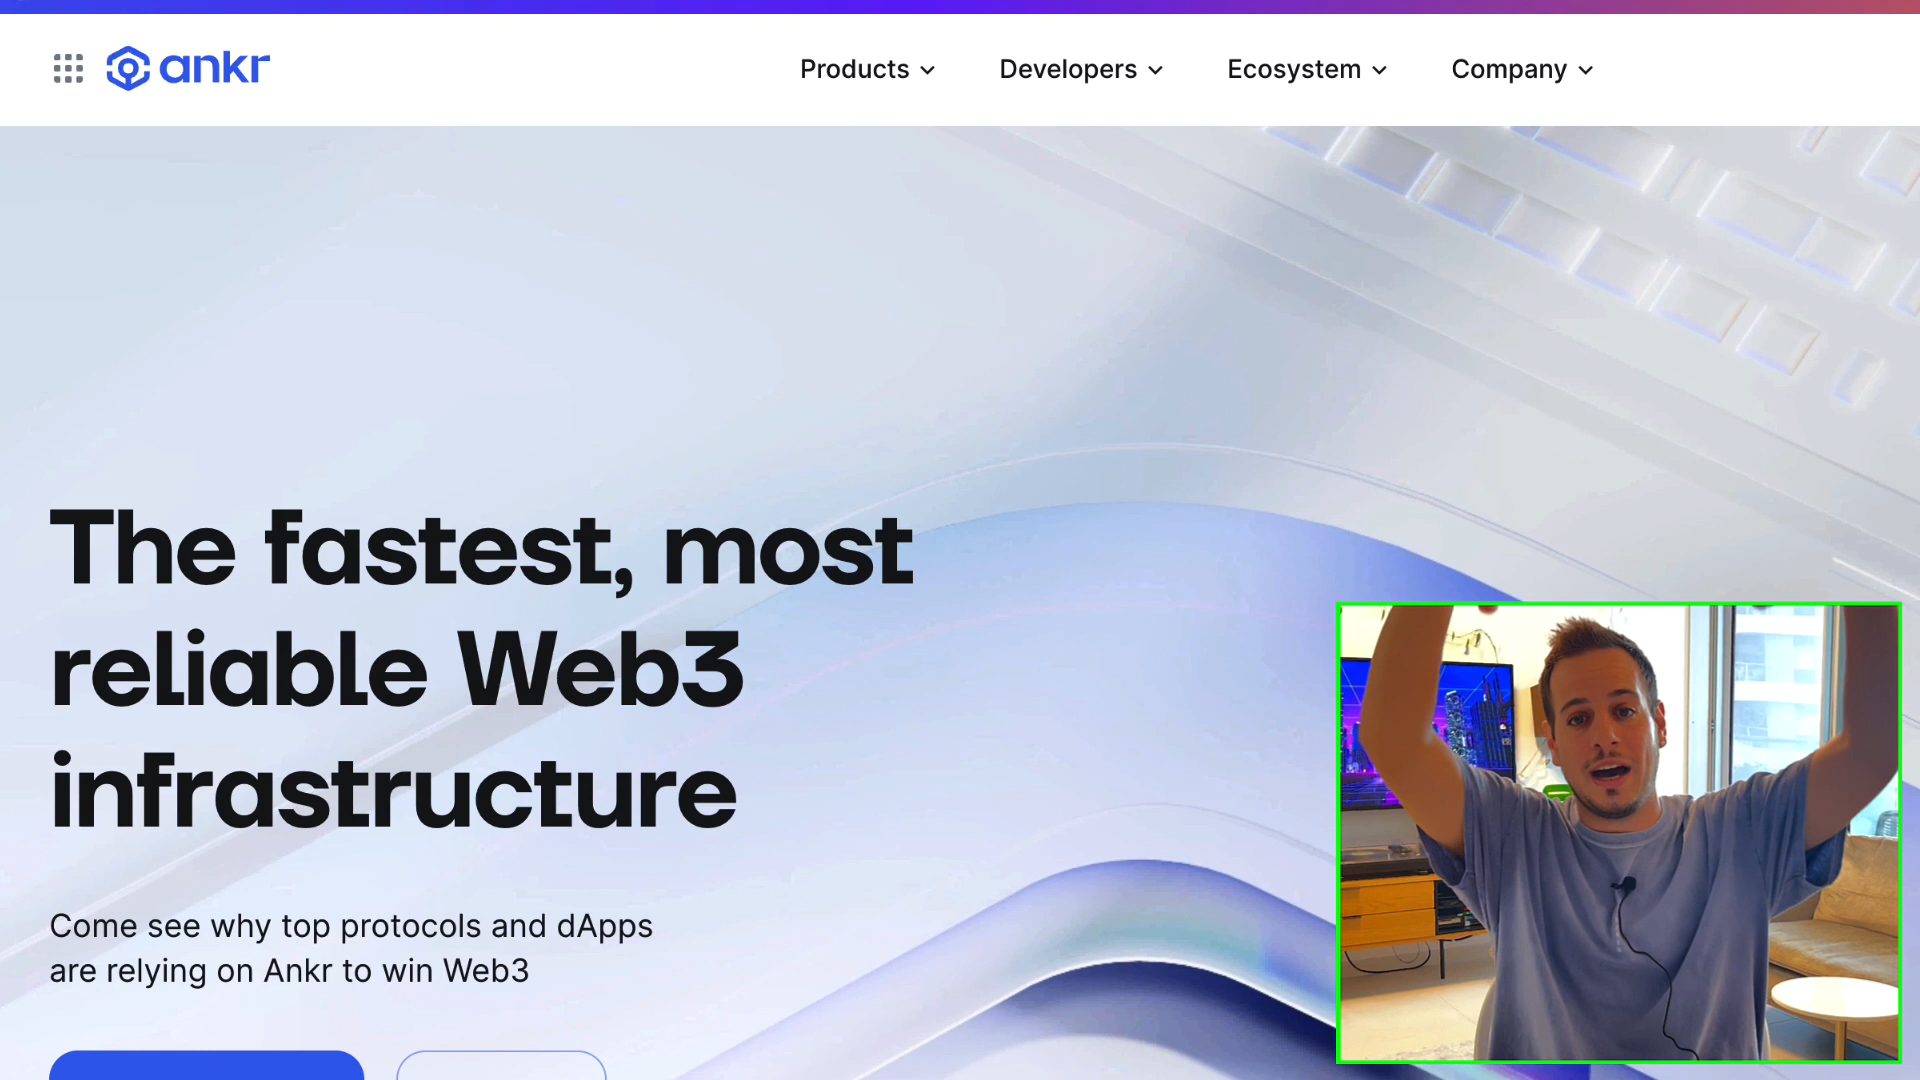 ankr
Products
Developers
Ecosystem
Company
The fastest, most
reliable Web3
infrastructure
Come see why top protocols and dApps
are relying on Ankr to win Web3